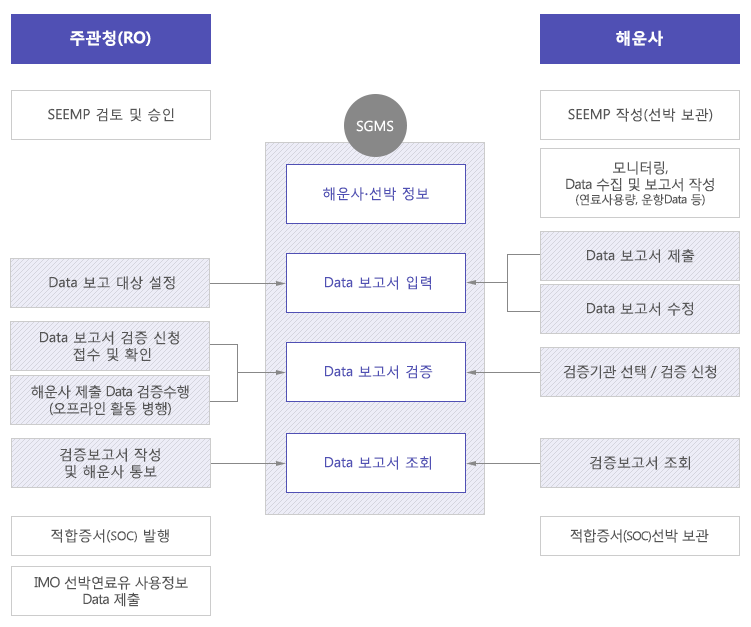 주관청(RO)
해운사
SEEMP 검토 및 승인
SGMS
SEEMP 작성(선박 보관)
해운사·선박 정보
모니터링,
Data 수집 및 보고서 작성
(연료사용량, 운항Data 등)
Data 보고 대상 설정
Data 보고서 입력
Data 보고서 제출
Data 보고서 수정
Data 보고서 검증 신청
접수 및 확인
해운사 제출 Data 검증수행
(오프라인 활동 병행)
Data 보고서 검증
검증기관 선택 / 검증 신청
검증보고서 작성
및 해운사 통보
Data 보고서 조회
검증보고서 조회
적합증서(SOC) 발행
적합증서(SOC)선박 보관
IMO 선박연료유 사용정보
Data 제출